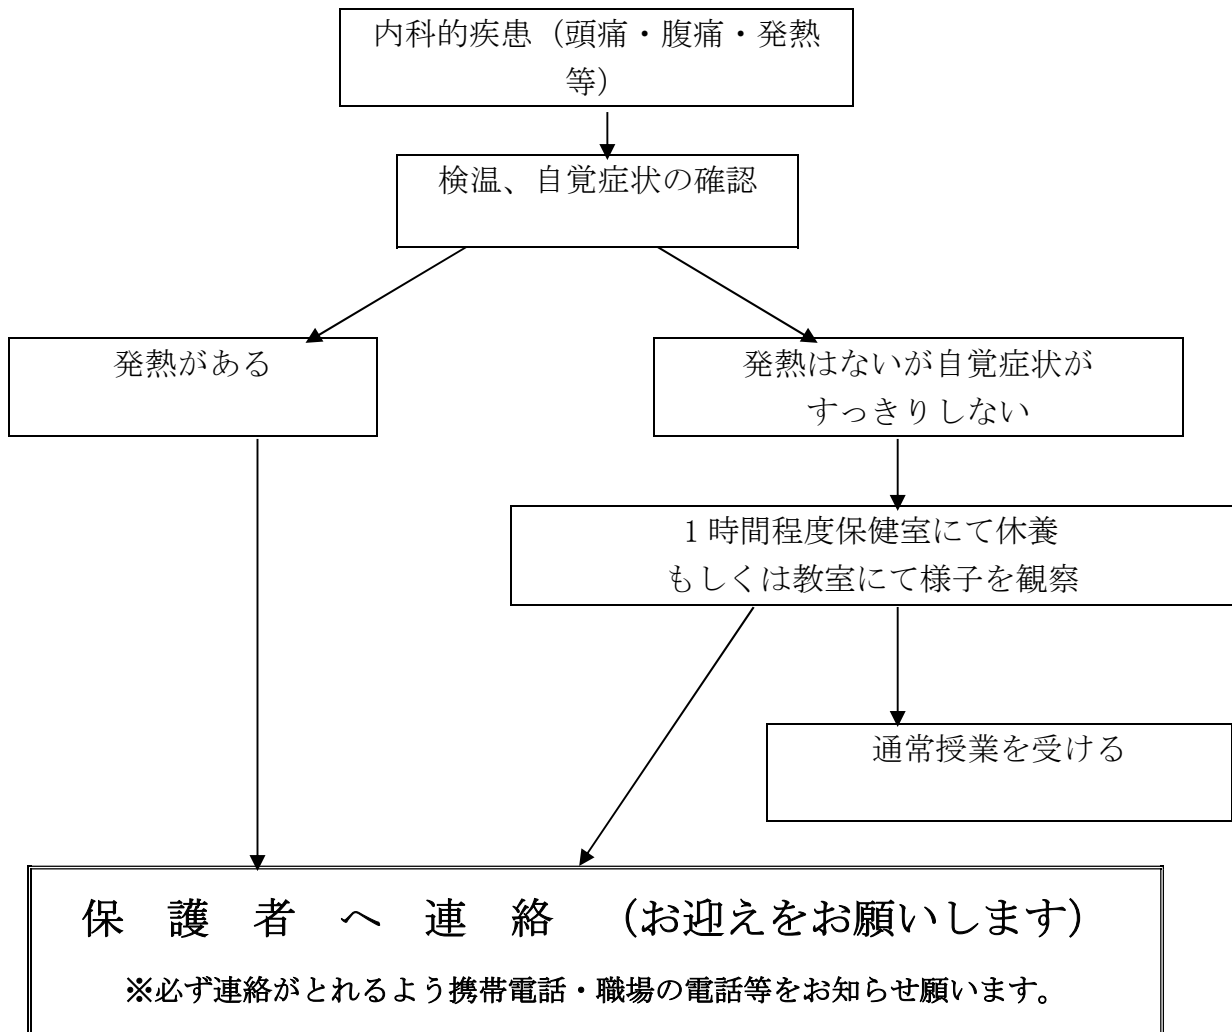 内科的疾患（頭痛・腹痛・発熱
等）
検温、自覚症状の確認
発熱がある
発熱はないが自覚症状が
すっきりしない
1 時間程度保健室にて休養
もしくは教室にて様子を観察
通常授業を受ける
保　護　者　へ　連　絡　（お迎えをお願いします）
※必ず連絡がとれるよう携帯電話・職場の電話等をお知らせ願います。